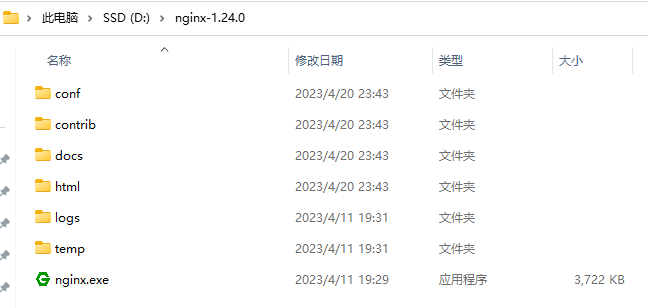 此电脑 > SSD (D:) > nginx-1.24.0
名称 修改日期 类型 大小
conf 2023/4/20 23:43 文件夹
contrib 2023/4/20 23:43 文件夹
docs 2023/4/20 23:43 文件夹
html 2023/4/20 23:43 文件夹
logs 2023/4/11 19:31 文件夹
temp 2023/4/11 19:31 文件夹
nginx.exe 2023/4/11 19:29 应用程序 3,722 KB